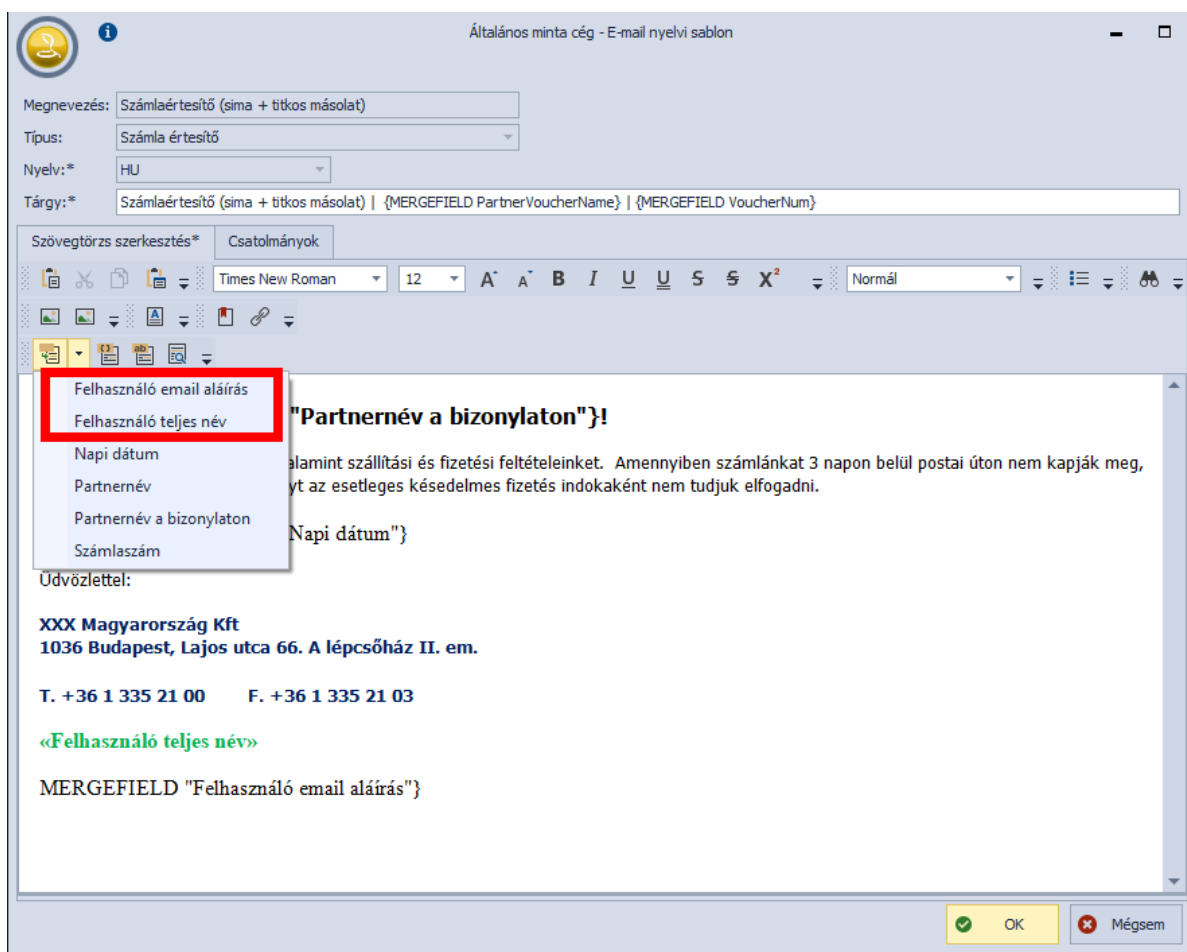 Általános minta cég - E-mail nyelvi sablon
Megnevezés: Számlaértesítő (sima + titkos másolat)
Típus: Számla értesítő
Nyelv:* HU
Tárgy:* Számlaértesítő (sima + titkos másolat) | {MERGEFIELD PartnerVoucherName} | {MERGEFIELD VoucherNum}
Szövegtörzs szerkesztés* Csatolmányok
Times New Roman 12 A A B I U U S S X² Normál
Felhasználó email aláírás
Felhasználó teljes név
Napi dátum
Partnernév
Partnernév a bizonylaton
Számlaszám
"Partnernév a bizonylaton"}!
alamint szállítási és fizetési feltételeinket. Amennyiben számlánkat 3 napon belül postai úton nem kapják meg,
yt az esetleges késedelmes fizetés indokaként nem tudjuk elfogadni.
Napi dátum"}
Üdvözlettel:
XXX Magyarország Kft
1036 Budapest, Lajos utca 66. A lépcsőház II. em.
T. +36 1 335 21 00 F. +36 1 335 21 03
«Felhasználó teljes név»
MERGEFIELD "Felhasználó email aláírás"}
OK Mégsem